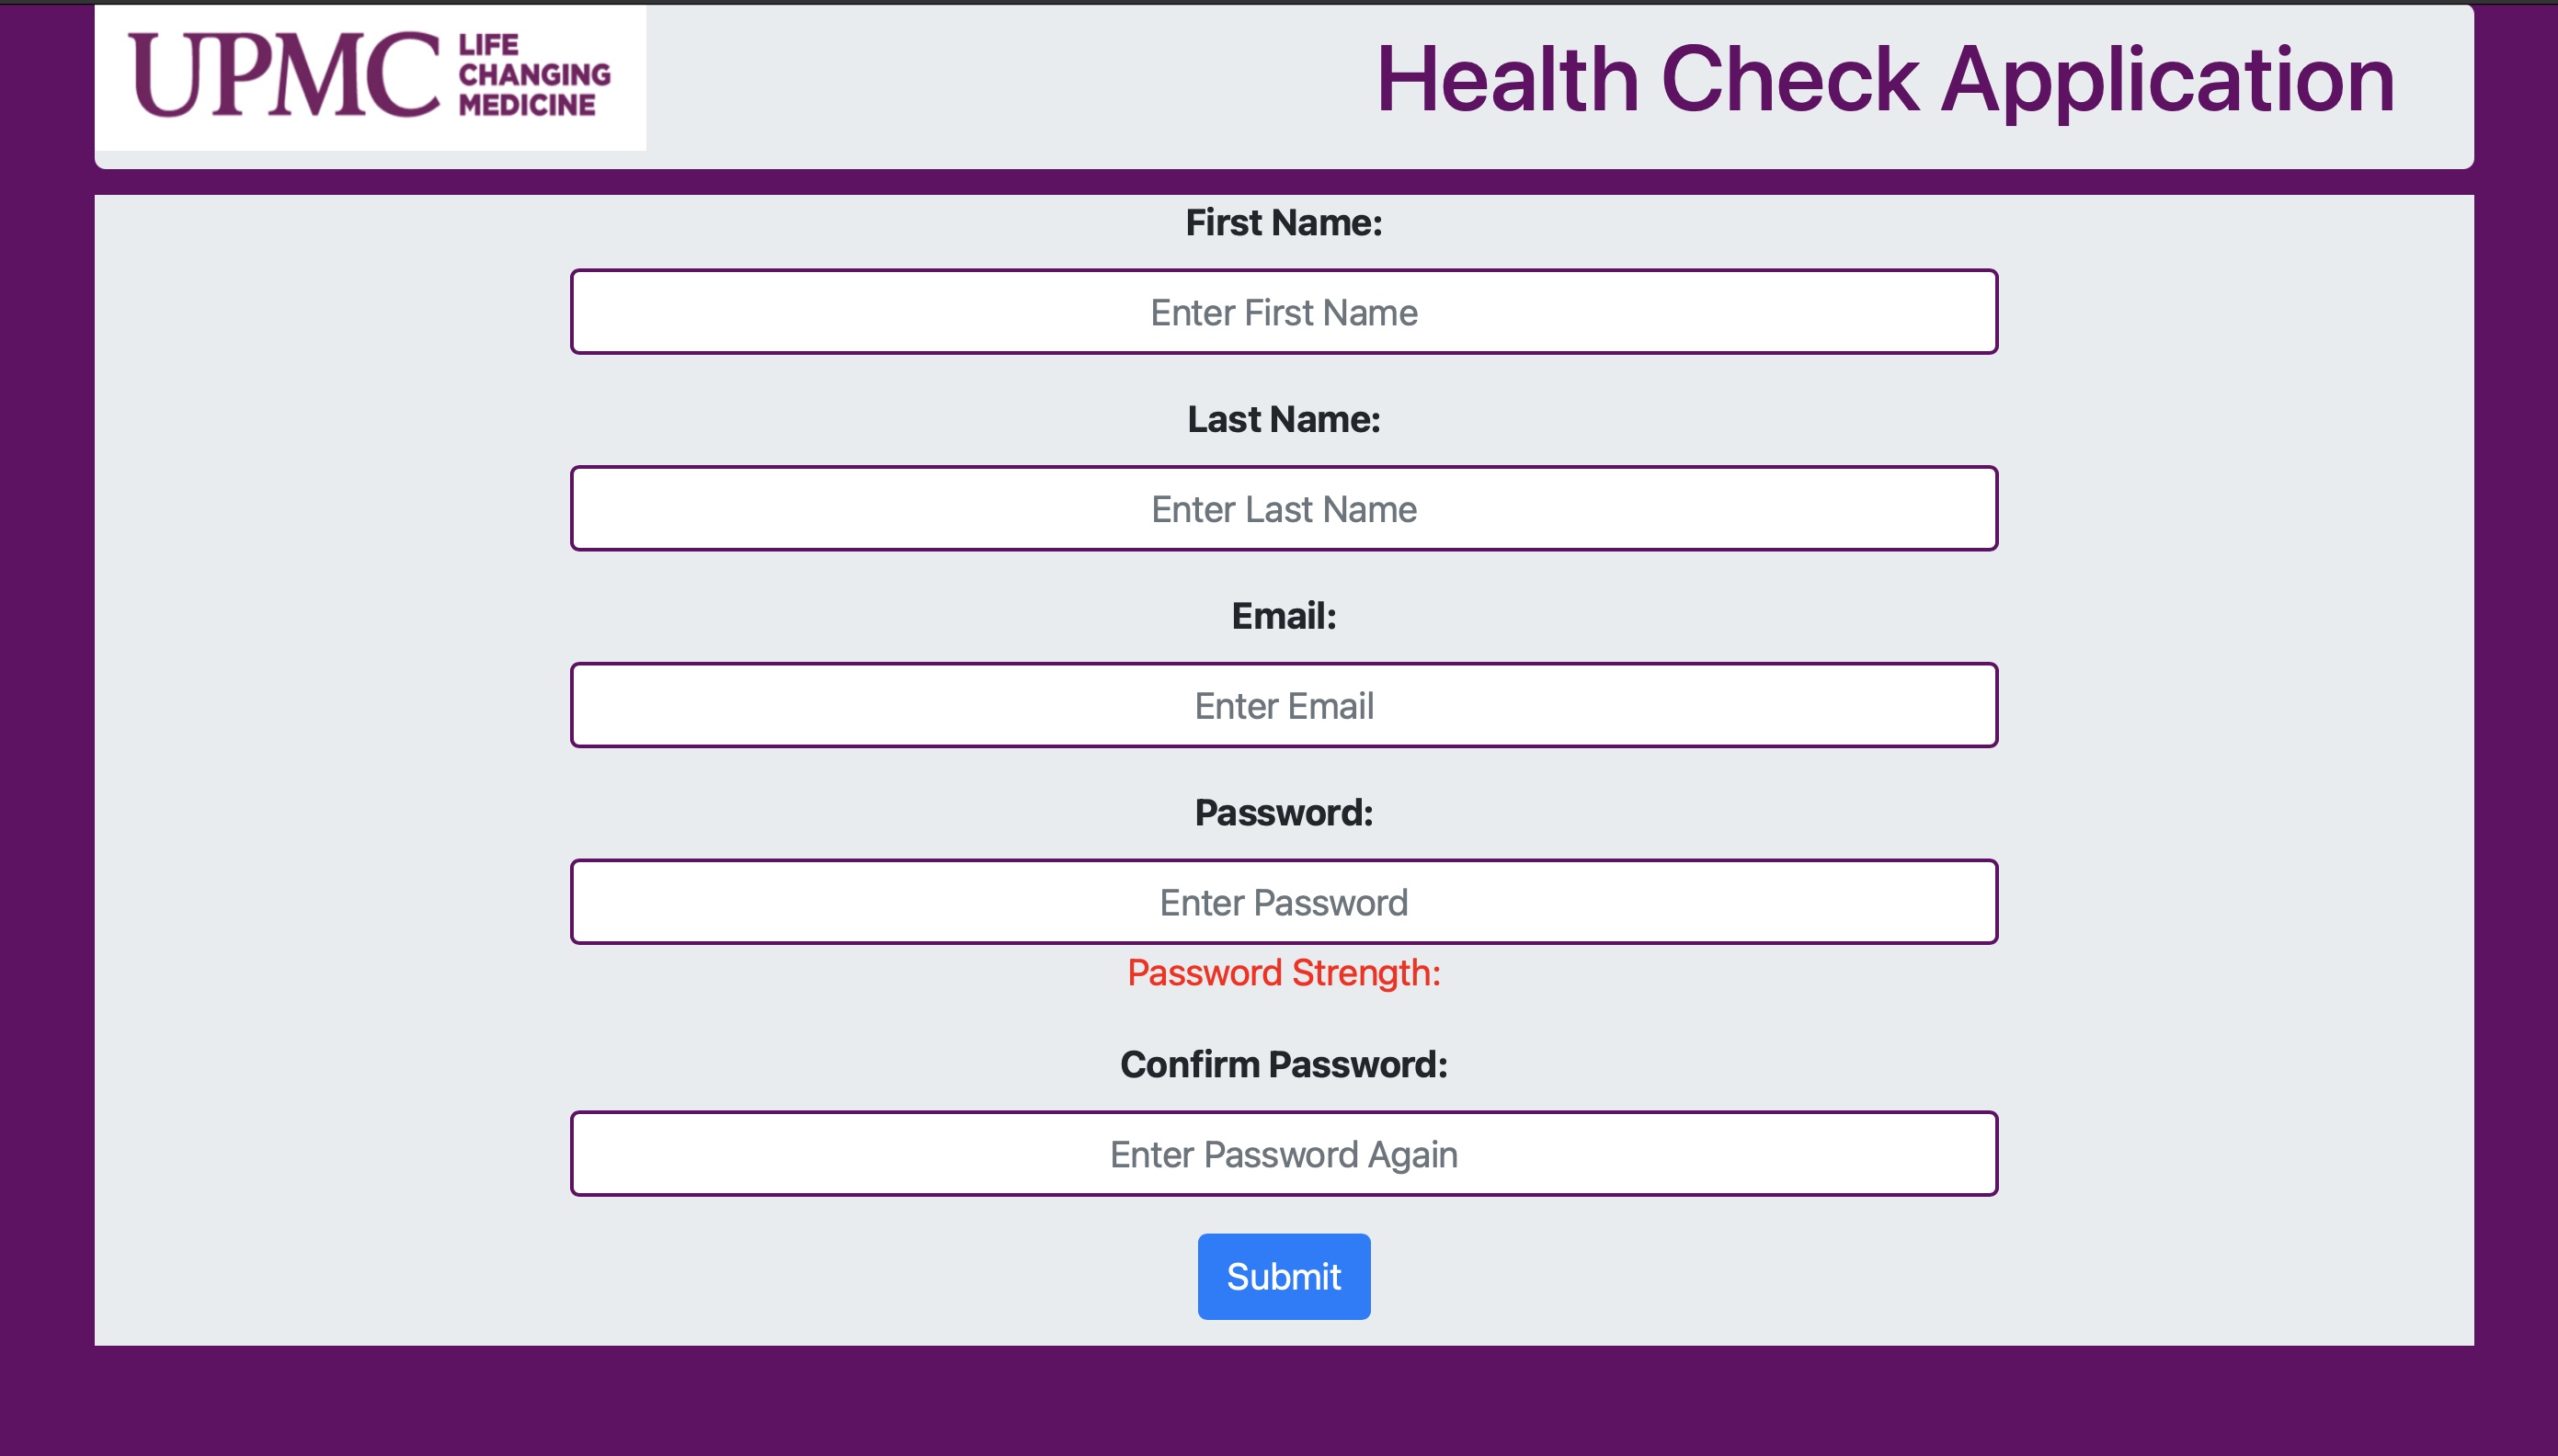 UPMC
LIFE
CHANGING
MEDICINE
Health Check Application
First Name:
Enter First Name
Last Name:
Enter Last Name
Email:
Enter Email
Password:
Enter Password
Password Strength:
Confirm Password:
Enter Password Again
Submit